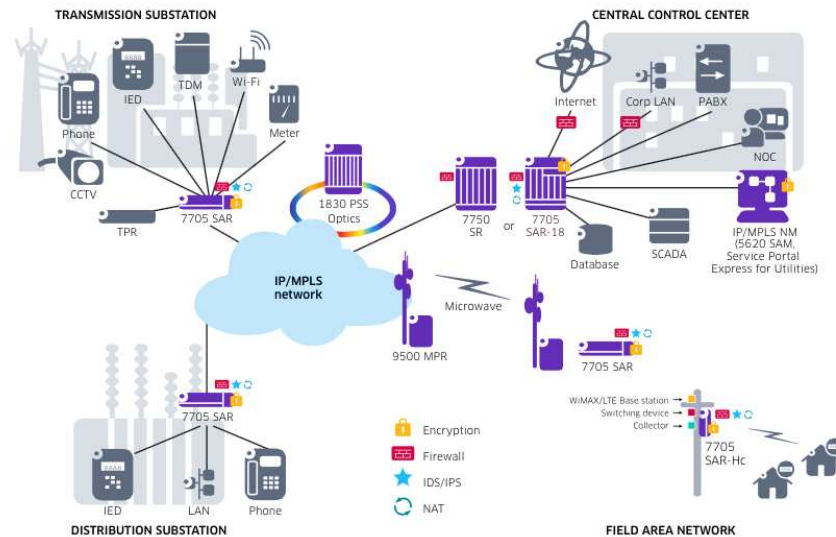 TRANSMISSION SUBSTATION
CENTRAL CONTROL CENTER
Phone
IED
TDM
Wi-Fi
Meter
CCTV
TPR
7705 SAR
1830 PSS
Optics
Internet
Corp LAN
PABX
NOC
7750
SR
or
7705
SAR-18
Database
SCADA
IP/MPLS NM
(5620 SAM,
Service Portal
Express for Utilities)
IP/MPLS
network
Microwave
9500 MPR
7705 SAR
7705 SAR
IED
LAN
Phone
Encryption
Firewall
IDS/IPS
NAT
WiMAX/LTE Base station
Switching device
Collector
7705
SAR-Hc
DISTRIBUTION SUBSTATION
FIELD AREA NETWORK